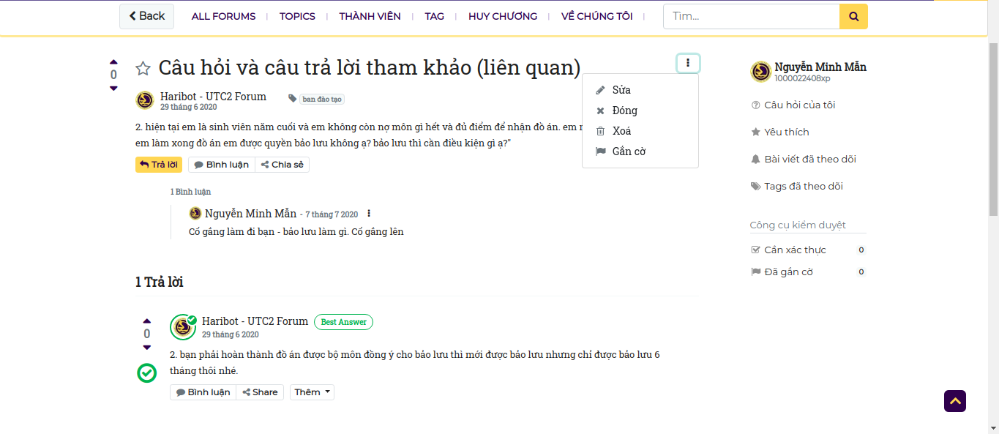 Back
ALL FORUMS
TOPICS
THÀNH VIÊN
TAG
HUY CHƯƠNG
VỀ CHÚNG TÔI
Tìm...
0
Câu hỏi và câu trả lời tham khảo (liên quan)
Haribot - UTC2 Forum
29 tháng 6 2020
ban đào tạo
2. hiện tại em là sinh viên năm cuối và em không còn nợ môn gì hết và đủ điểm để nhận đồ án. em
em làm xong đồ án em được quyền bảo lưu không ạ? bảo lưu thì cần điều kiện gì ạ?"
Trả lời
Bình luận
Chia sẻ
Sửa
Đóng
Xoá
Gắn cờ
1 Bình luận
Nguyễn Minh Mẫn - 7 tháng 7 2020
Cố gắng làm đi bạn - bảo lưu làm gì. Cố gắng lên
1 Trả lời
0
Haribot - UTC2 Forum
Best Answer
29 tháng 6 2020
2. bạn phải hoàn thành đồ án được bộ môn đồng ý cho bảo lưu thì mới được bảo lưu nhưng chỉ được bảo lưu 6
tháng thôi nhé.
Bình luận
Share
Thêm
Nguyễn Minh Mẫn
1000022408xp
Câu hỏi của tôi
Yêu thích
Bài viết đã theo dõi
Tags đã theo dõi
Công cụ kiểm duyệt
Cần xác thực 0
Đã gắn cờ 0